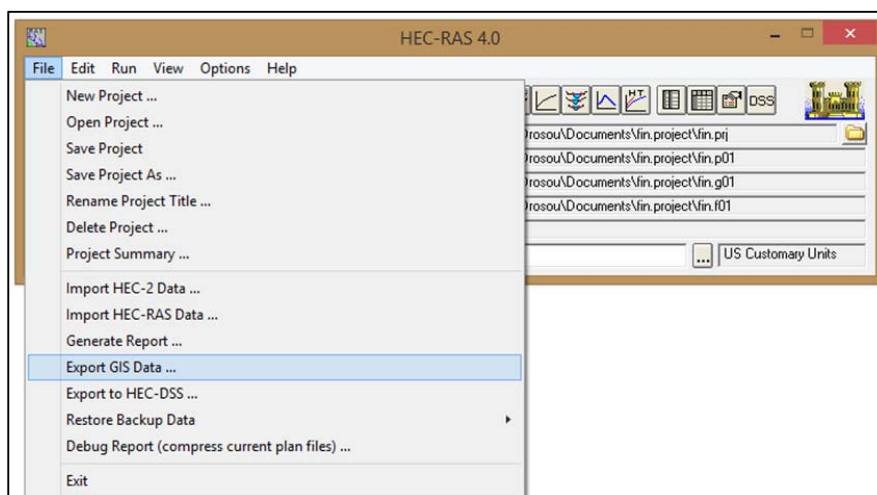 HEC-RAS 4.0
File Edit Run View Options Help
New Project ...
Open Project ...
Save Project
Save Project As ...
Rename Project Title ...
Delete Project ...
Project Summary ...
Import HEC-2 Data ...
Import HEC-RAS Data ...
Generate Report ...
Export GIS Data ...
Export to HEC-DSS ...
Restore Backup Data
Debug Report (compress current plan files) ...
Exit
HT DSS
rosou\Documents\fin.project\fin.prj
rosou\Documents\fin.project\fin.p01
rosou\Documents\fin.project\fin.g01
rosou\Documents\fin.project\fin.f01
... US Customary Units